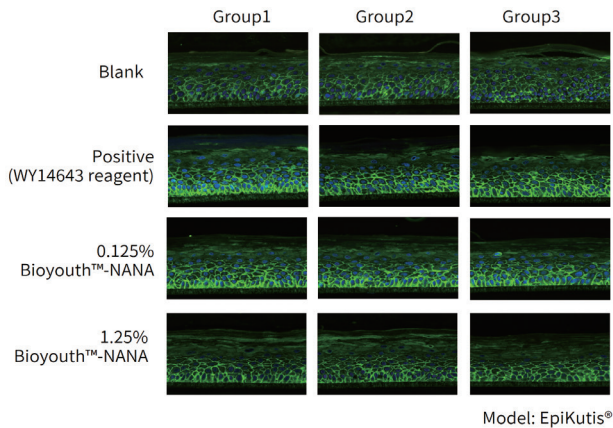 Group1 Group2 Group3
Blank
Positive
(WY14643 reagent)
0.125%
Bioyouth™-NANA
1.25%
Bioyouth™-NANA
Model: EpiKutis®